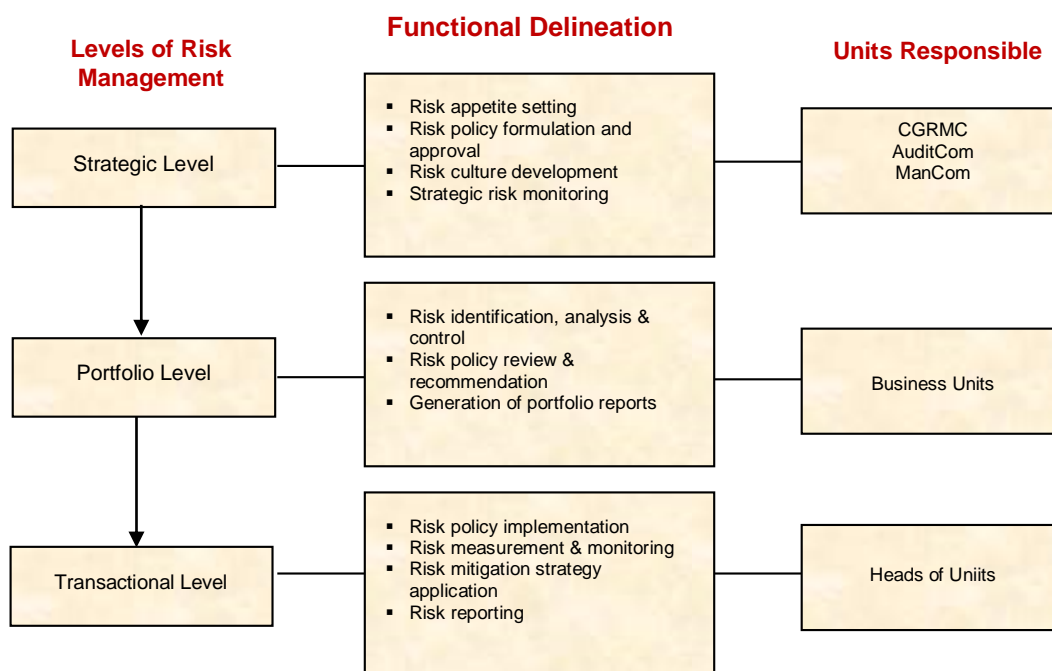 Functional Delineation
Levels of Risk
Management
Units Responsible
Strategic Level
▪ Risk appetite setting
▪ Risk policy formulation and
approval
▪ Risk culture development
▪ Strategic risk monitoring
CGRMC
AuditCom
ManCom
Portfolio Level
▪ Risk identification, analysis &
control
▪ Risk policy review &
recommendation
▪ Generation of portfolio reports
Business Units
Transactional Level
▪ Risk policy implementation
▪ Risk measurement & monitoring
▪ Risk mitigation strategy
application
▪ Risk reporting
Heads of Uniits